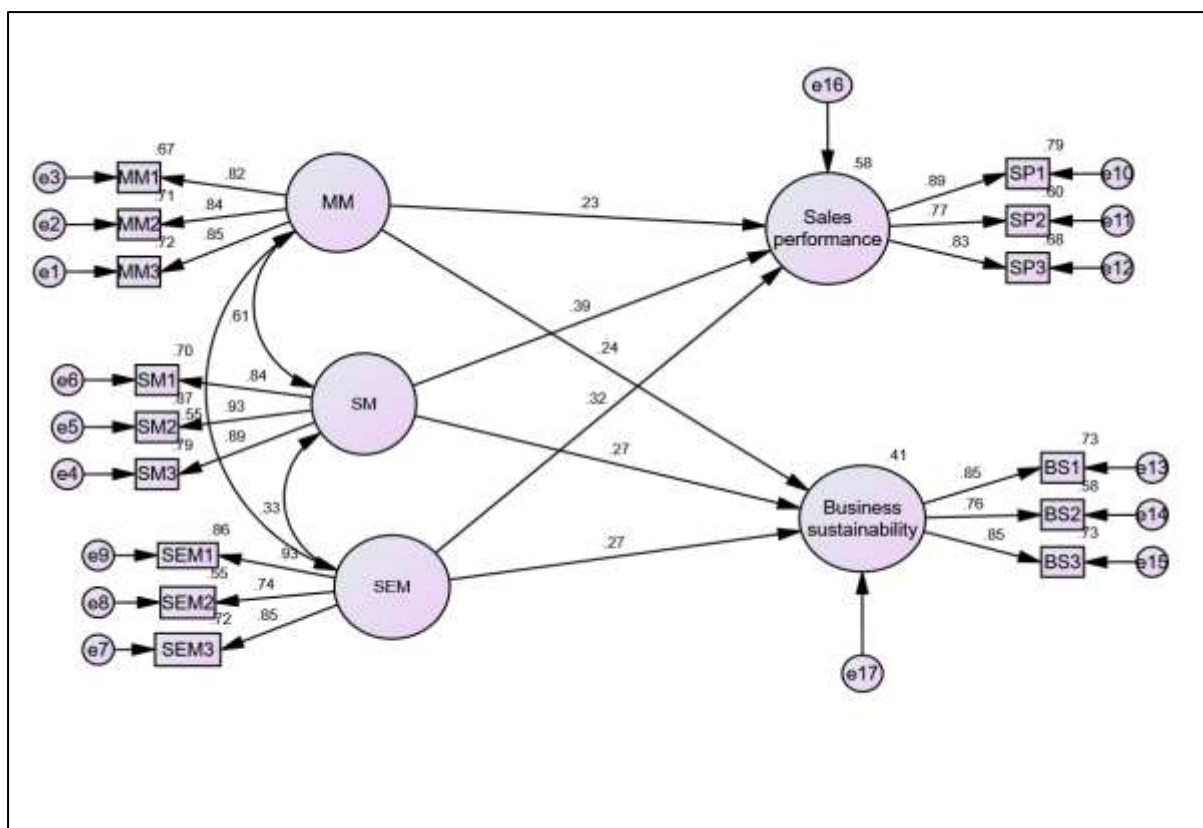 e16
.67
.79
e3
MM1
.82
MM
.58
.89
SP1
e10
.71
.60
e2
MM2
.84
.23
Sales
performance
.77
SP2
e11
.72
.85
.68
e1
MM3
.83
SP3
e12
.61
.39
.70
.24
e6
SM1
.84
SM
.87
.32
e5
SM2
.55
.93
.89
.79
.27
.73
e4
SM3
.41
.85
BS1
e13
.33
.58
.86
Business
sustainability
.76
BS2
e14
e9
SEM1
.93
.27
.73
.55
SEM
.85
BS3
e15
e8
SEM2
.74
.72
.85
e7
SEM3
e17